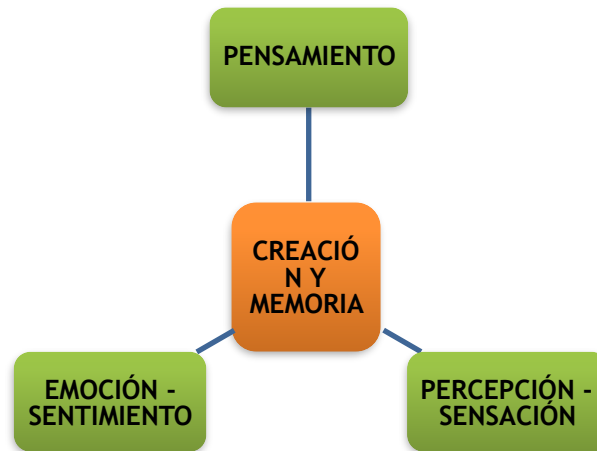 PENSAMIENTO
CREACIÓ
N Y
MEMORIA
EMOCIÓN -
SENTIMIENTO
PERCEPCIÓN -
SENSACIÓN